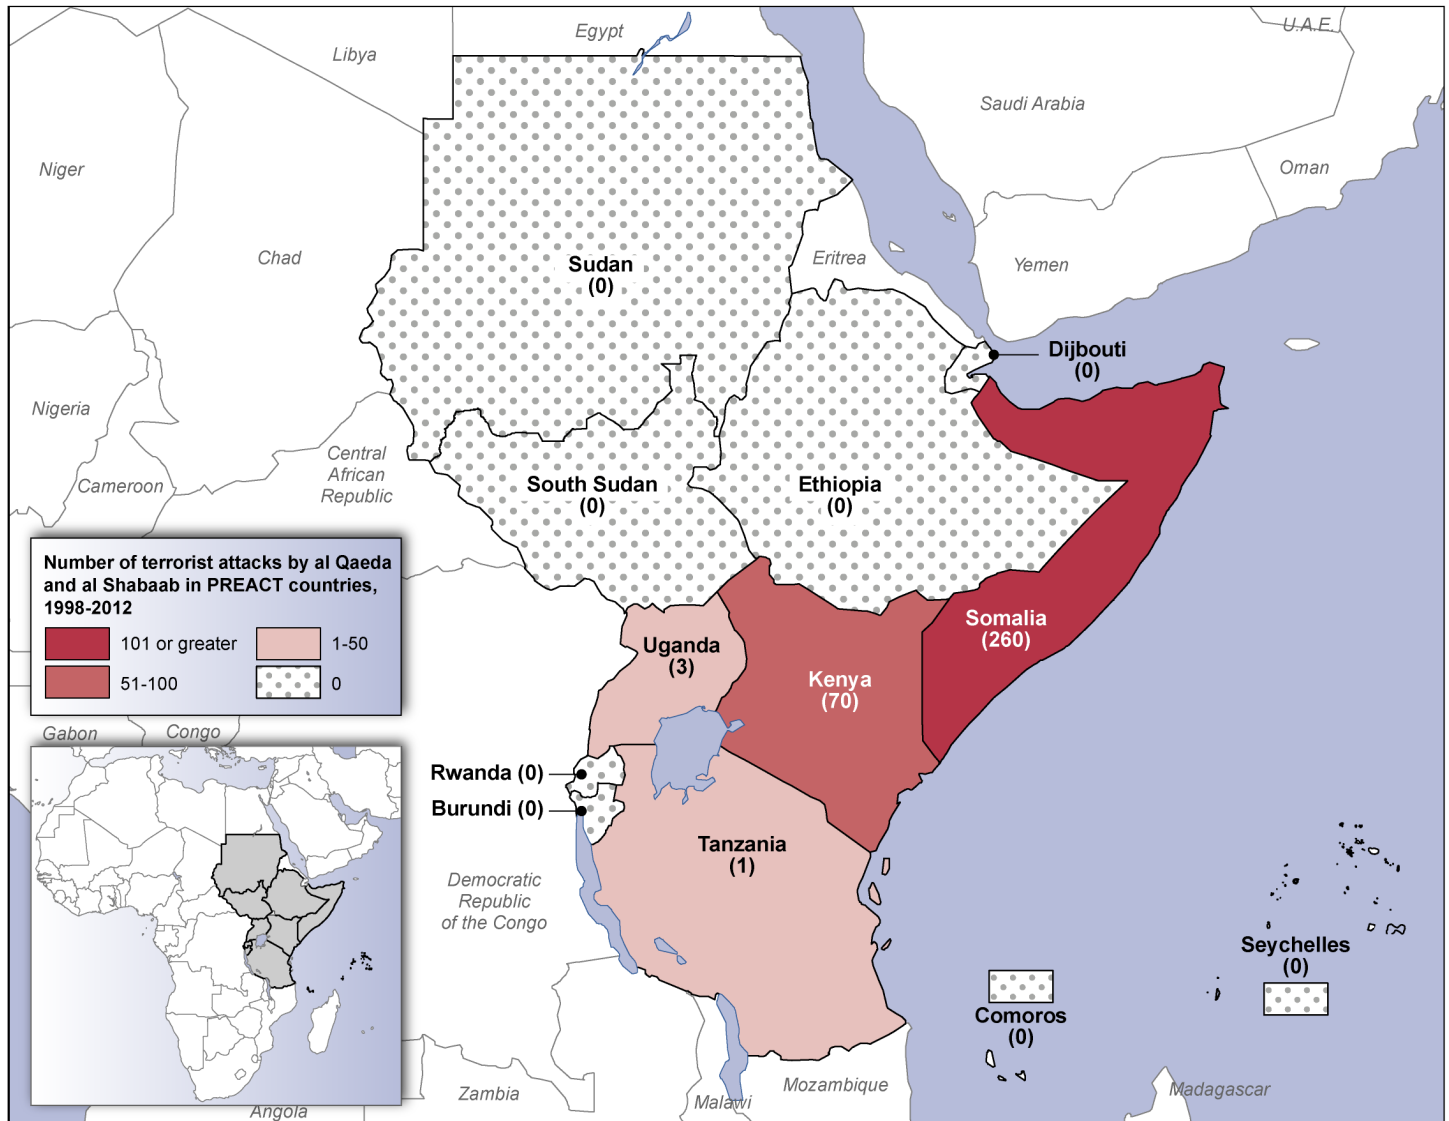 Egypt
U.A.E.
Libya
Saudi Arabia
Niger
Oman
Chad
Sudan
(0)
Eritrea
Yemen
Dijbouti
(0)
Nigeria
Central
African
Republic
Cameroon
South Sudan
(0)
Ethiopia
(0)
Number of terrorist attacks by al Qaeda
and al Shabaab in PREACT countries,
1998-2012
101 or greater
1-50
51-100
0
Somalia
(260)
Uganda
(3)
Kenya
(70)
Gabon
Congo
Rwanda (0)
Burundi (0)
Tanzania
(1)
Democratic
Republic
of the Congo
Seychelles
(0)
Comoros
(0)
Zambia
Malawi
Mozambique
Madagascar
Angola